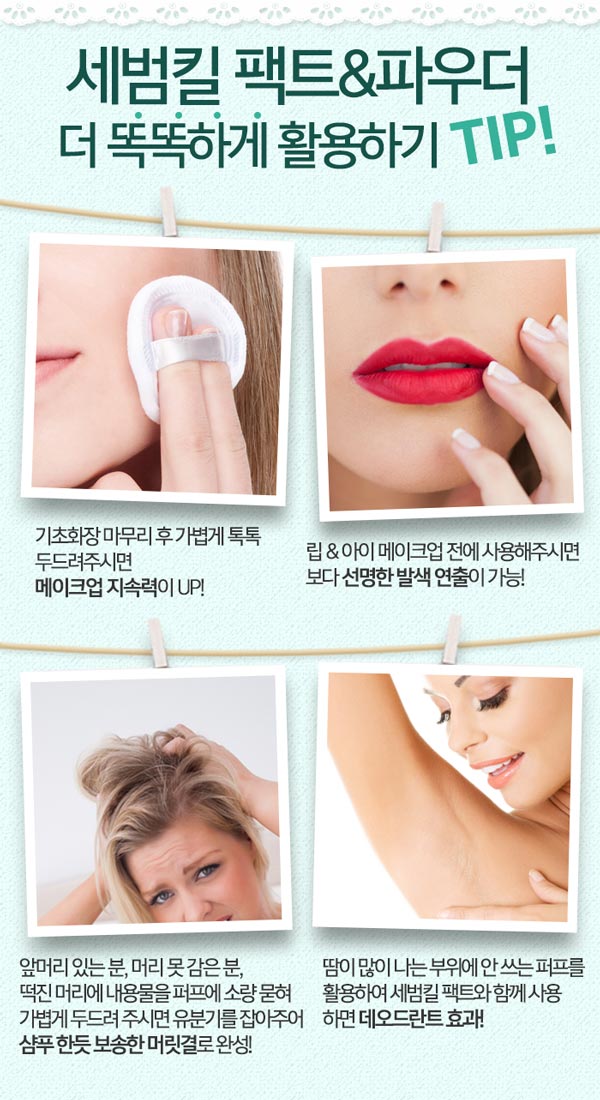 세범킬 팩트&파우더
더 똑똑하게 활용하기 TIP!
기초화장 마무리 후 가볍게 톡톡
두드려주시면
메이크업 지속력이 UP!
립 & 아이 메이크업 전에 사용해주시면
보다 선명한 발색 연출이 가능!
앞머리 있는 분, 머리 못 감은 분,
떡진 머리에 내용물을 퍼프에 소량 묻혀
가볍게 두드려 주시면 유분기를 잡아주어
샴푸 한듯 보송한 머릿결로 완성!
땀이 많이 나는 부위에 안 쓰는 퍼프를
활용하여 세범킬 팩트와 함께 사용
하면 데오드란트 효과!